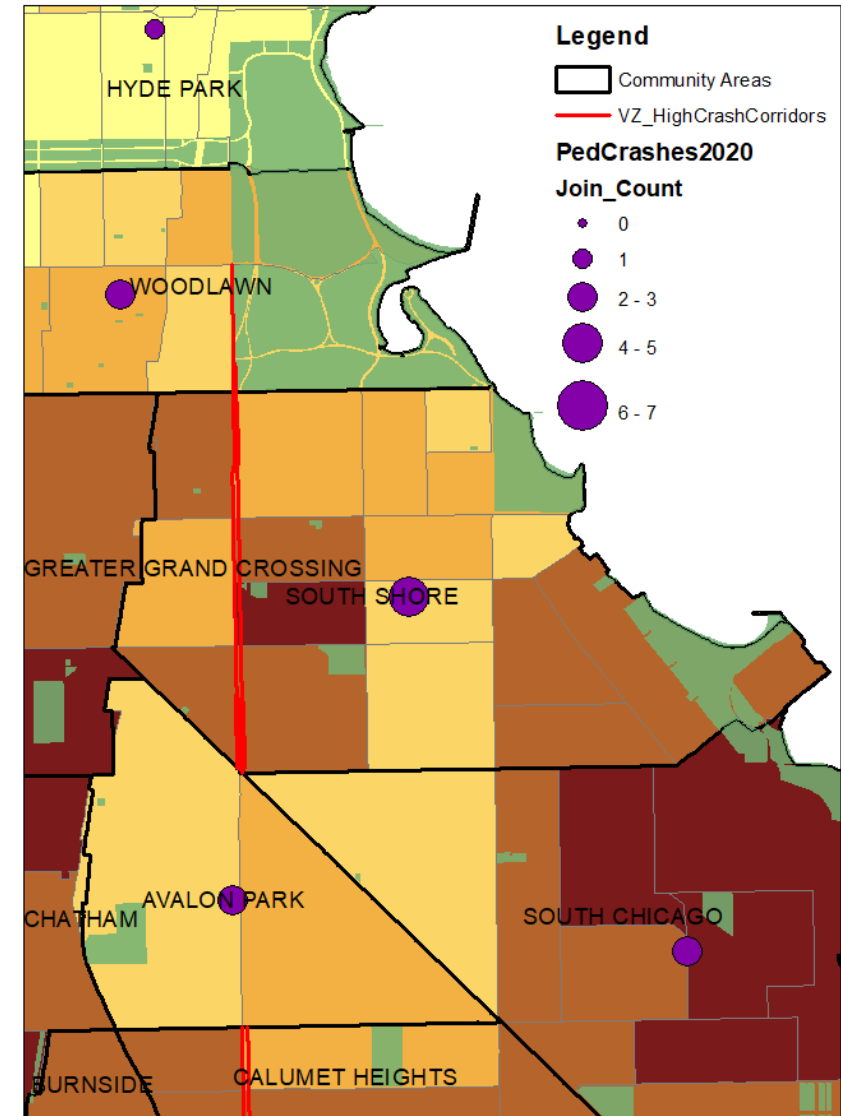 Legend
Community Areas
VZ_HighCrashCorridors
PedCrashes2020
Join_Count
0
1
2 - 3
4 - 5
6 - 7
HYDE PARK
WOODLAWN
GREATER GRAND CROSSING
SOUTH SHORE
AVALON PARK
CHATHAM
SOUTH CHICAGO
BURNSIDE
CALUMET HEIGHTS